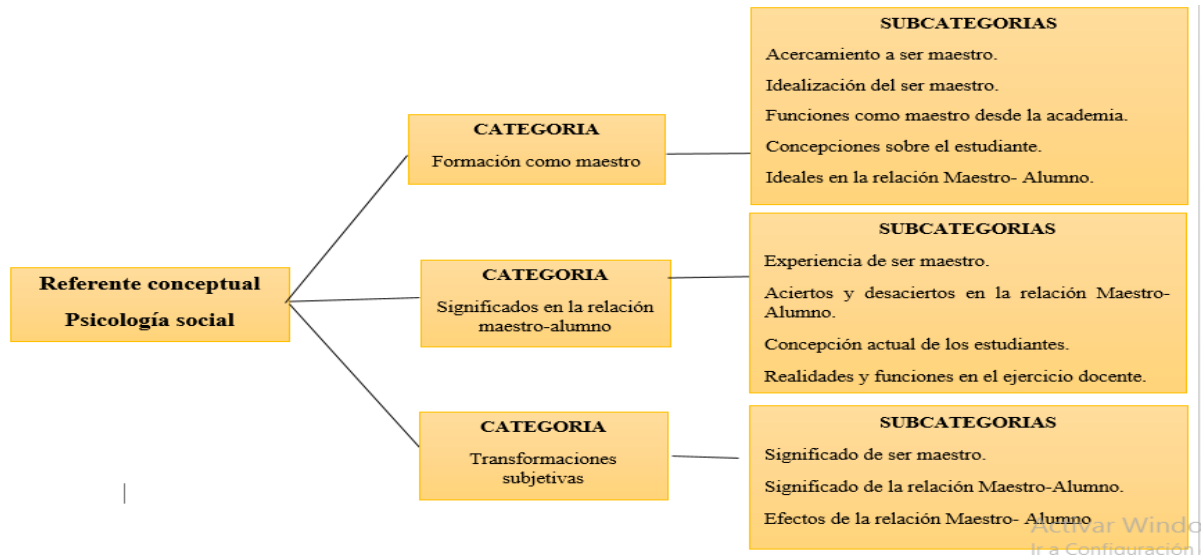 Referente conceptual
Psicología social
CATEGORIA
Formación como maestro
SUBCATEGORIAS
Acercamiento a ser maestro.
Idealización del ser maestro.
Funciones como maestro desde la academia.
Concepciones sobre el estudiante.
Ideales en la relación Maestro- Alumno.
CATEGORIA
Significados en la relación
maestro-alumno
SUBCATEGORIAS
Experiencia de ser maestro.
Aciertos y desaciertos en la relación Maestro-
Alumno.
Concepción actual de los estudiantes.
Realidades y funciones en el ejercicio docente.
CATEGORIA
Transformaciones
subjetivas
SUBCATEGORIAS
Significado de ser maestro.
Significado de la relación Maestro-Alumno.
Efectos de la relación Maestro- Alumno
Activar Windo
Ir a Configuración